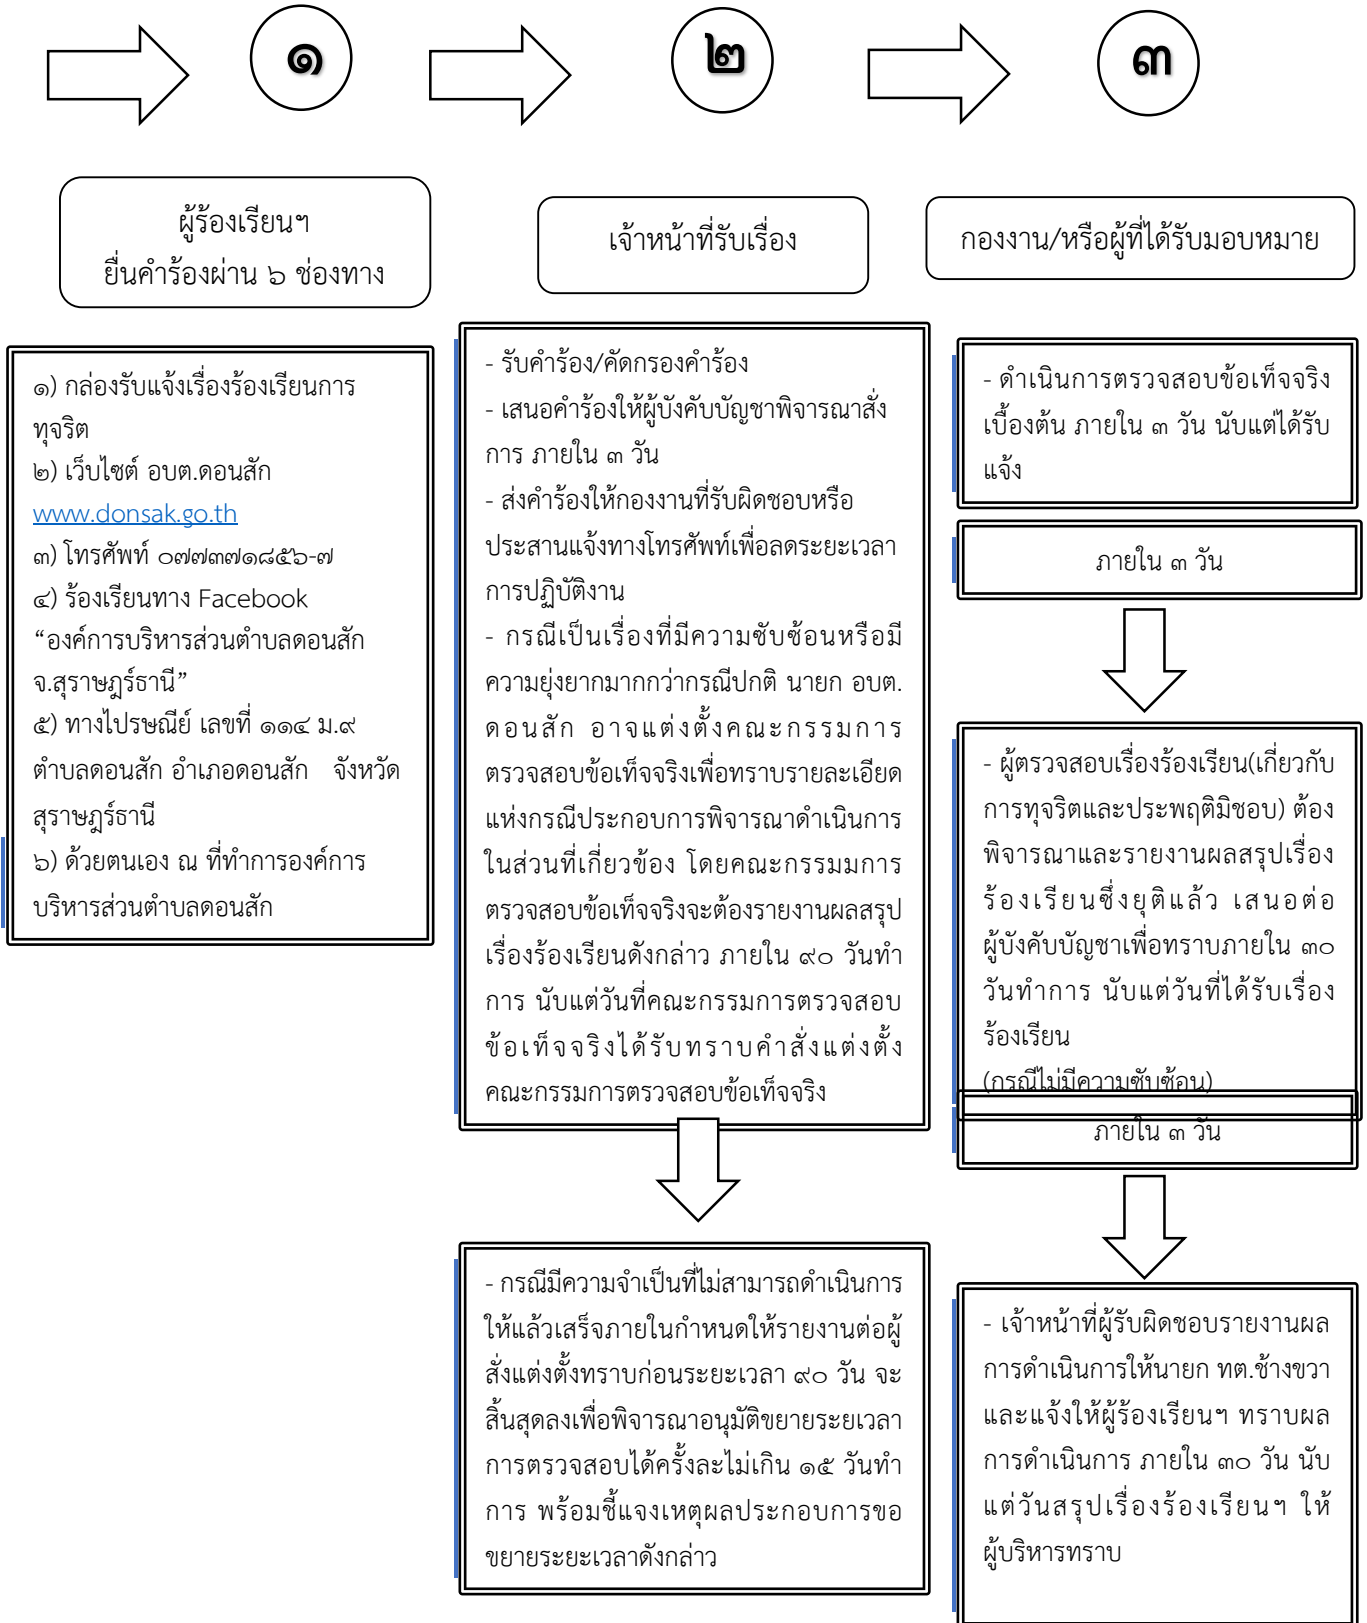 ๑
๒
๓
ผู้ร้องเรียนฯ
ยื่นคำร้องผ่าน ๖ ช่องทาง
เจ้าหน้าที่รับเรื่อง
กองงาน/หรือผู้ที่ได้รับมอบหมาย
๑) กล่องรับแจ้งเรื่องร้องเรียนการ
ทุจริต
๒) เว็บไซต์ อบต.ดอนสัก
www.donsak.go.th
๓) โทรศัพท์ ๐๗๗๓๗๑๘๕๖-๗
๔) ร้องเรียนทาง Facebook
“องค์การบริหารส่วนตำบลดอนสัก
จ.สุราษฎร์ธานี”
๕) ทางไปรษณีย์ เลขที่ ๑๑๔ ม.๙
ตำบลดอนสัก อำเภอดอนสัก จังหวัด
สุราษฎร์ธานี
๖) ด้วยตนเอง ณ ที่ทำการองค์การ
บริหารส่วนตำบลดอนสัก
- รับคำร้อง/คัดกรองคำร้อง
- เสนอคำร้องให้ผู้บังคับบัญชาพิจารณาสั่ง
การ ภายใน ๓ วัน
- ส่งคำร้องให้กองงานที่รับผิดชอบหรือ
ประสานแจ้งทางโทรศัพท์เพื่อลดระยะเวลา
การปฏิบัติงาน
- กรณีเป็นเรื่องที่มีความซับซ้อนหรือมี
ความยุ่งยากมากกว่ากรณีปกติ นายก อบต.
ดอนสัก อาจแต่งตั้งคณะกรรมการ
ตรวจสอบข้อเท็จจริงเพื่อทราบรายละเอียด
แห่งกรณีประกอบการพิจารณาดำเนินการ
ในส่วนที่เกี่ยวข้อง โดยคณะกรรมมการ
ตรวจสอบข้อเท็จจริงจะต้องรายงานผลสรุป
เรื่องร้องเรียนดังกล่าว ภายใน ๙๐ วันทำ
การ นับแต่วันที่คณะกรรมการตรวจสอบ
ข้อเท็จจริงได้รับทราบคำสั่งแต่งตั้ง
คณะกรรมการตรวจสอบข้อเท็จจริง
- กรณีมีความจำเป็นที่ไม่สามารถดำเนินการ
ให้แล้วเสร็จภายในกำหนดให้รายงานต่อผู้
สั่งแต่งตั้งทราบก่อนระยะเวลา ๙๐ วัน จะ
สิ้นสุดลงเพื่อพิจารณาอนุมัติขยายระยเวลา
การตรวจสอบได้ครั้งละไม่เกิน ๑๕ วันทำ
การ พร้อมชี้แจงเหตุผลประกอบการขอ
ขยายระยะเวลาดังกล่าว
- ดำเนินการตรวจสอบข้อเท็จจริง
เบื้องต้น ภายใน ๓ วัน นับแต่ได้รับ
แจ้ง
ภายใน ๓ วัน
- ผู้ตรวจสอบเรื่องร้องเรียน(เกี่ยวกับ
การทุจริตและประพฤติมิชอบ) ต้อง
พิจารณาและรายงานผลสรุปเรื่อง
ร้องเรียนซึ่งยุติแล้ว เสนอต่อ
ผู้บังคับบัญชาเพื่อทราบภายใน ๓๐
วันทำการ นับแต่วันที่ได้รับเรื่อง
ร้องเรียน
(กรณีไม่มีความซับซ้อน)
ภายใน ๓ วัน
- เจ้าหน้าที่ผู้รับผิดชอบรายงานผล
การดำเนินการให้นายก ทต.ช้างขวา
และแจ้งให้ผู้ร้องเรียนฯ ทราบผล
การดำเนินการ ภายใน ๓๐ วัน นับ
แต่วันสรุปเรื่องร้องเรียนฯ ให้
ผู้บริหารทราบ